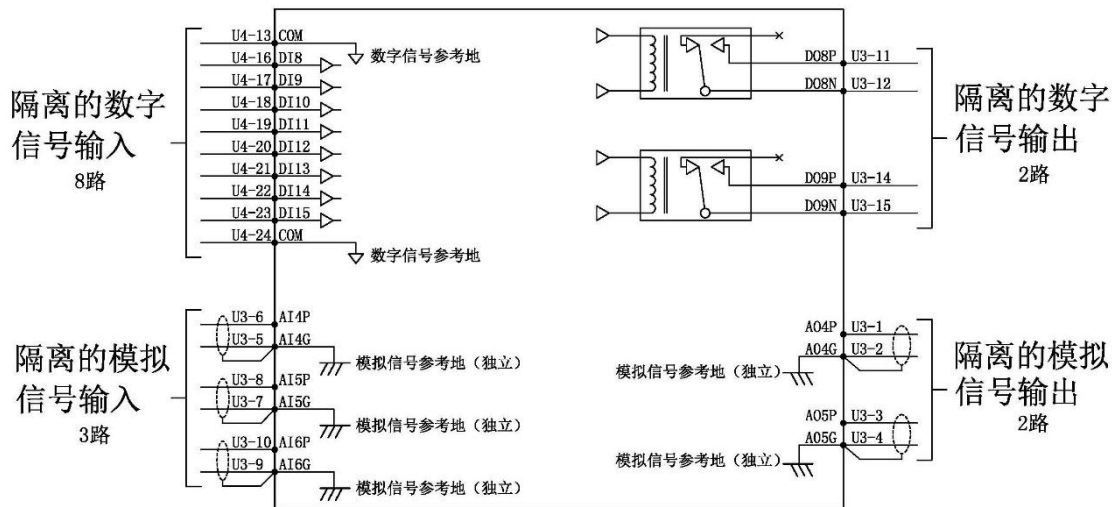 隔离的数字
信号输入
8路
U4-13 COM
数字信号参考地
U4-16 DI8
U4-17 DI9
U4-18 DI10
U4-19 DI11
U4-20 DI12
U4-21 DI13
U4-22 DI14
U4-23 DI15
U4-24 COM
数字信号参考地
DO8P U3-11
DO8N U3-12
DO9P U3-14
DO9N U3-15
隔离的数字
信号输出
2路
隔离的模拟
信号输入
3路
U3-6 AI4P
U3-5 AI4G
模拟信号参考地（独立）
U3-8 AI5P
U3-7 AI5G
模拟信号参考地（独立）
U3-10 AI6P
U3-9 AI6G
模拟信号参考地（独立）
AO4P U3-1
AO4G U3-2
模拟信号参考地（独立）
AO5P U3-3
AO5G U3-4
模拟信号参考地（独立）
隔离的模拟
信号输出
2路